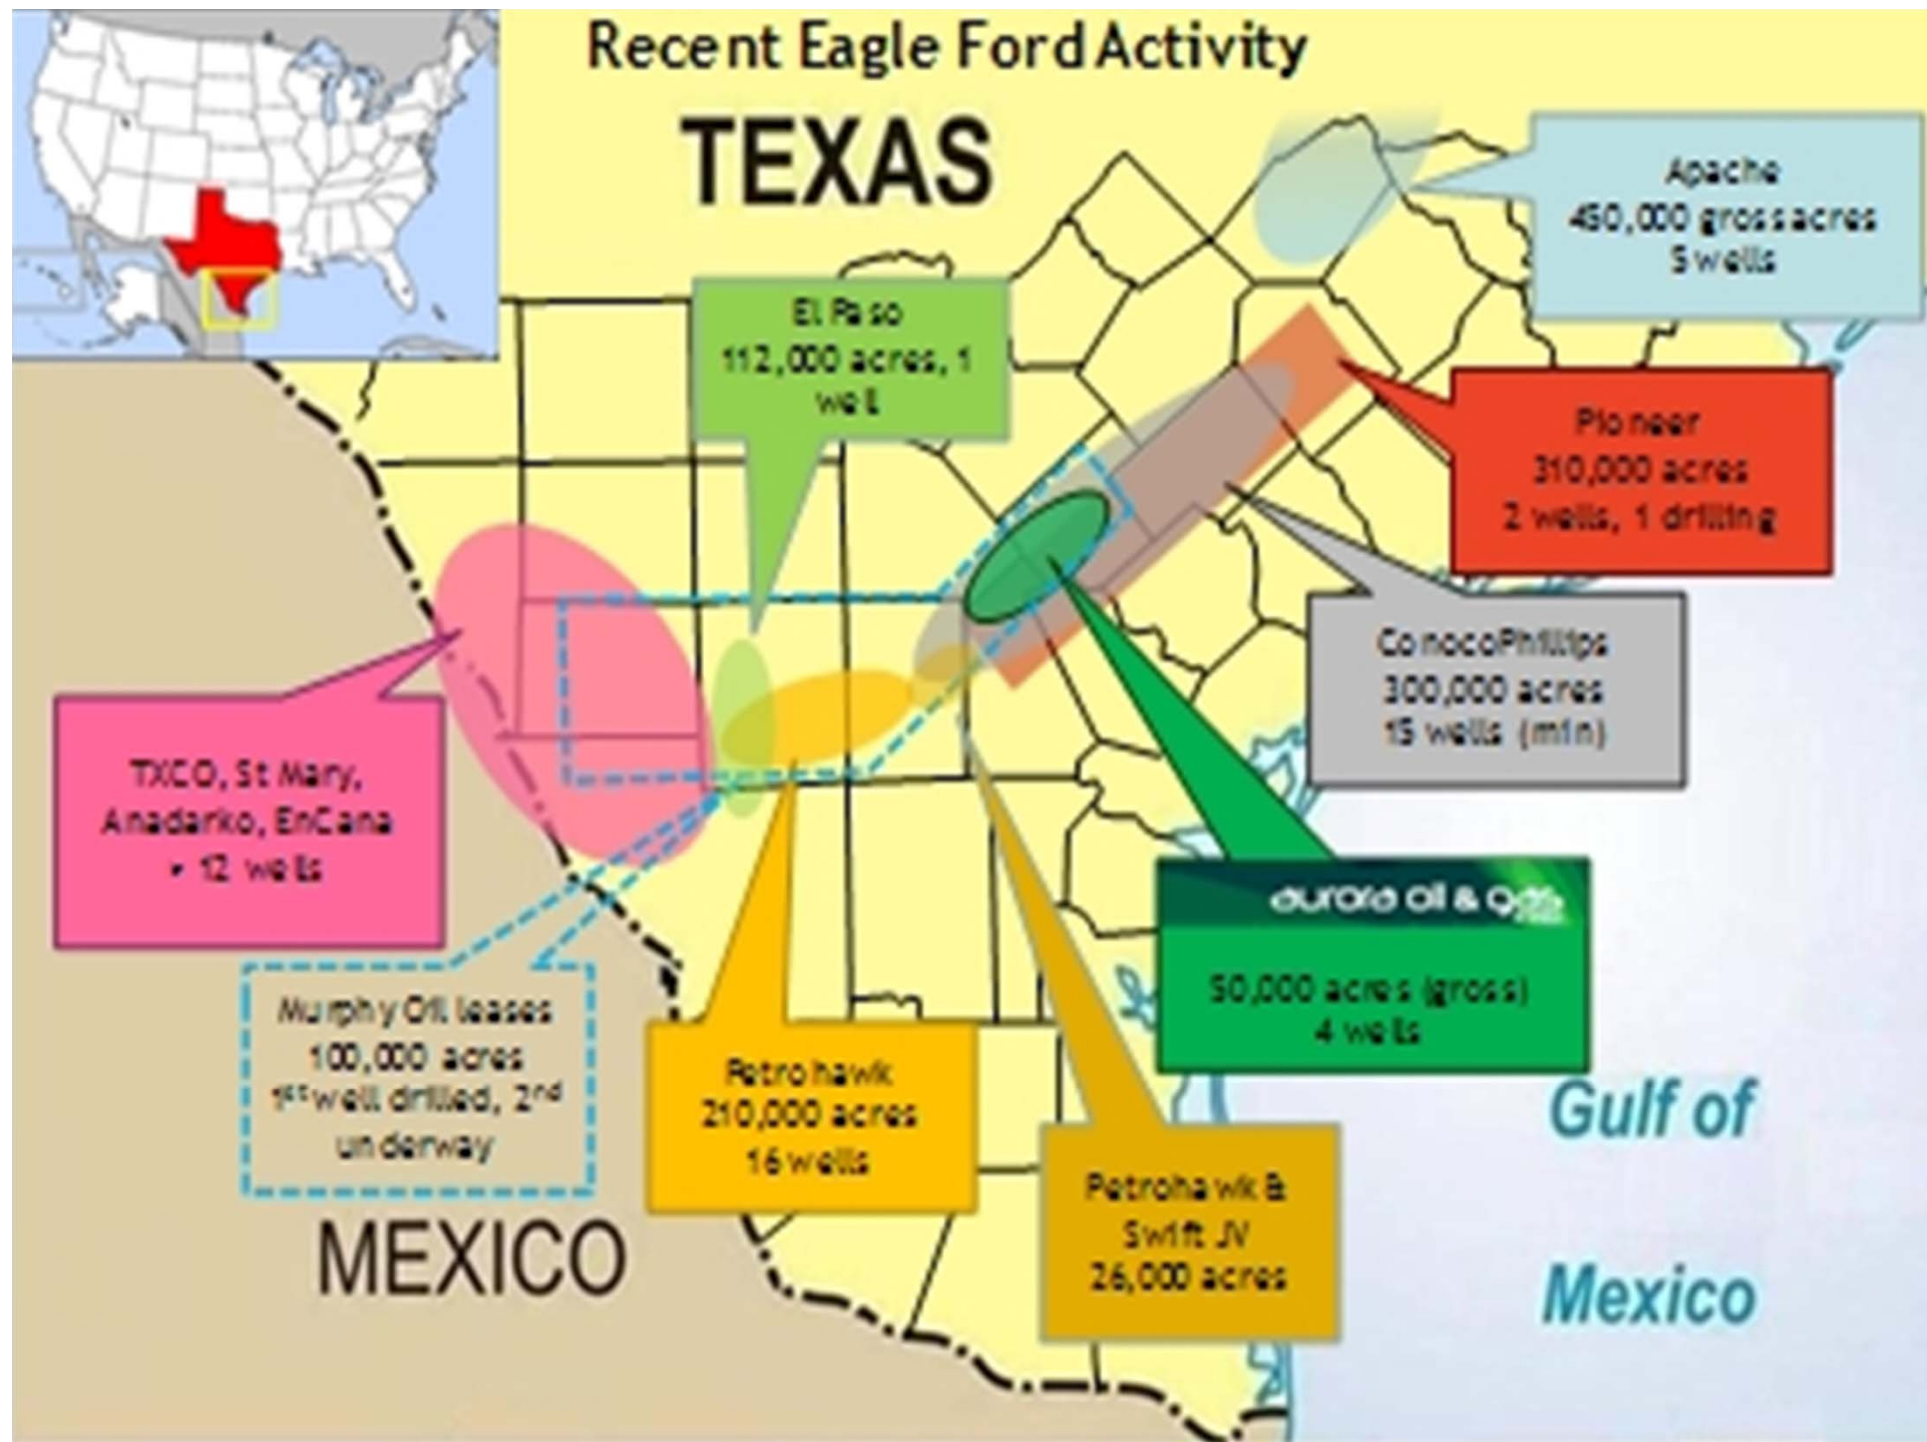 Recent Eagle Ford Activity
TEXAS
Apache
450,000 gross acres
5 wells
El Paso
112,000 acres, 1
well
Pioneer
310,000 acres
2 wells, 1 drilling
ConocoPhillips
300,000 acres
15 wells (min)
TXCO, St Mary,
Anadarko, EnCana
12 wells
aurora oil & gas
50,000 acres (gross)
4 wells
Murphy Oil leases
100,000 acres
1st well drilled, 2nd
underway
Petrohawk
210,000 acres
16 wells
Petrohawk &
Swift JV
26,000 acres
MEXICO
Gulf of
Mexico